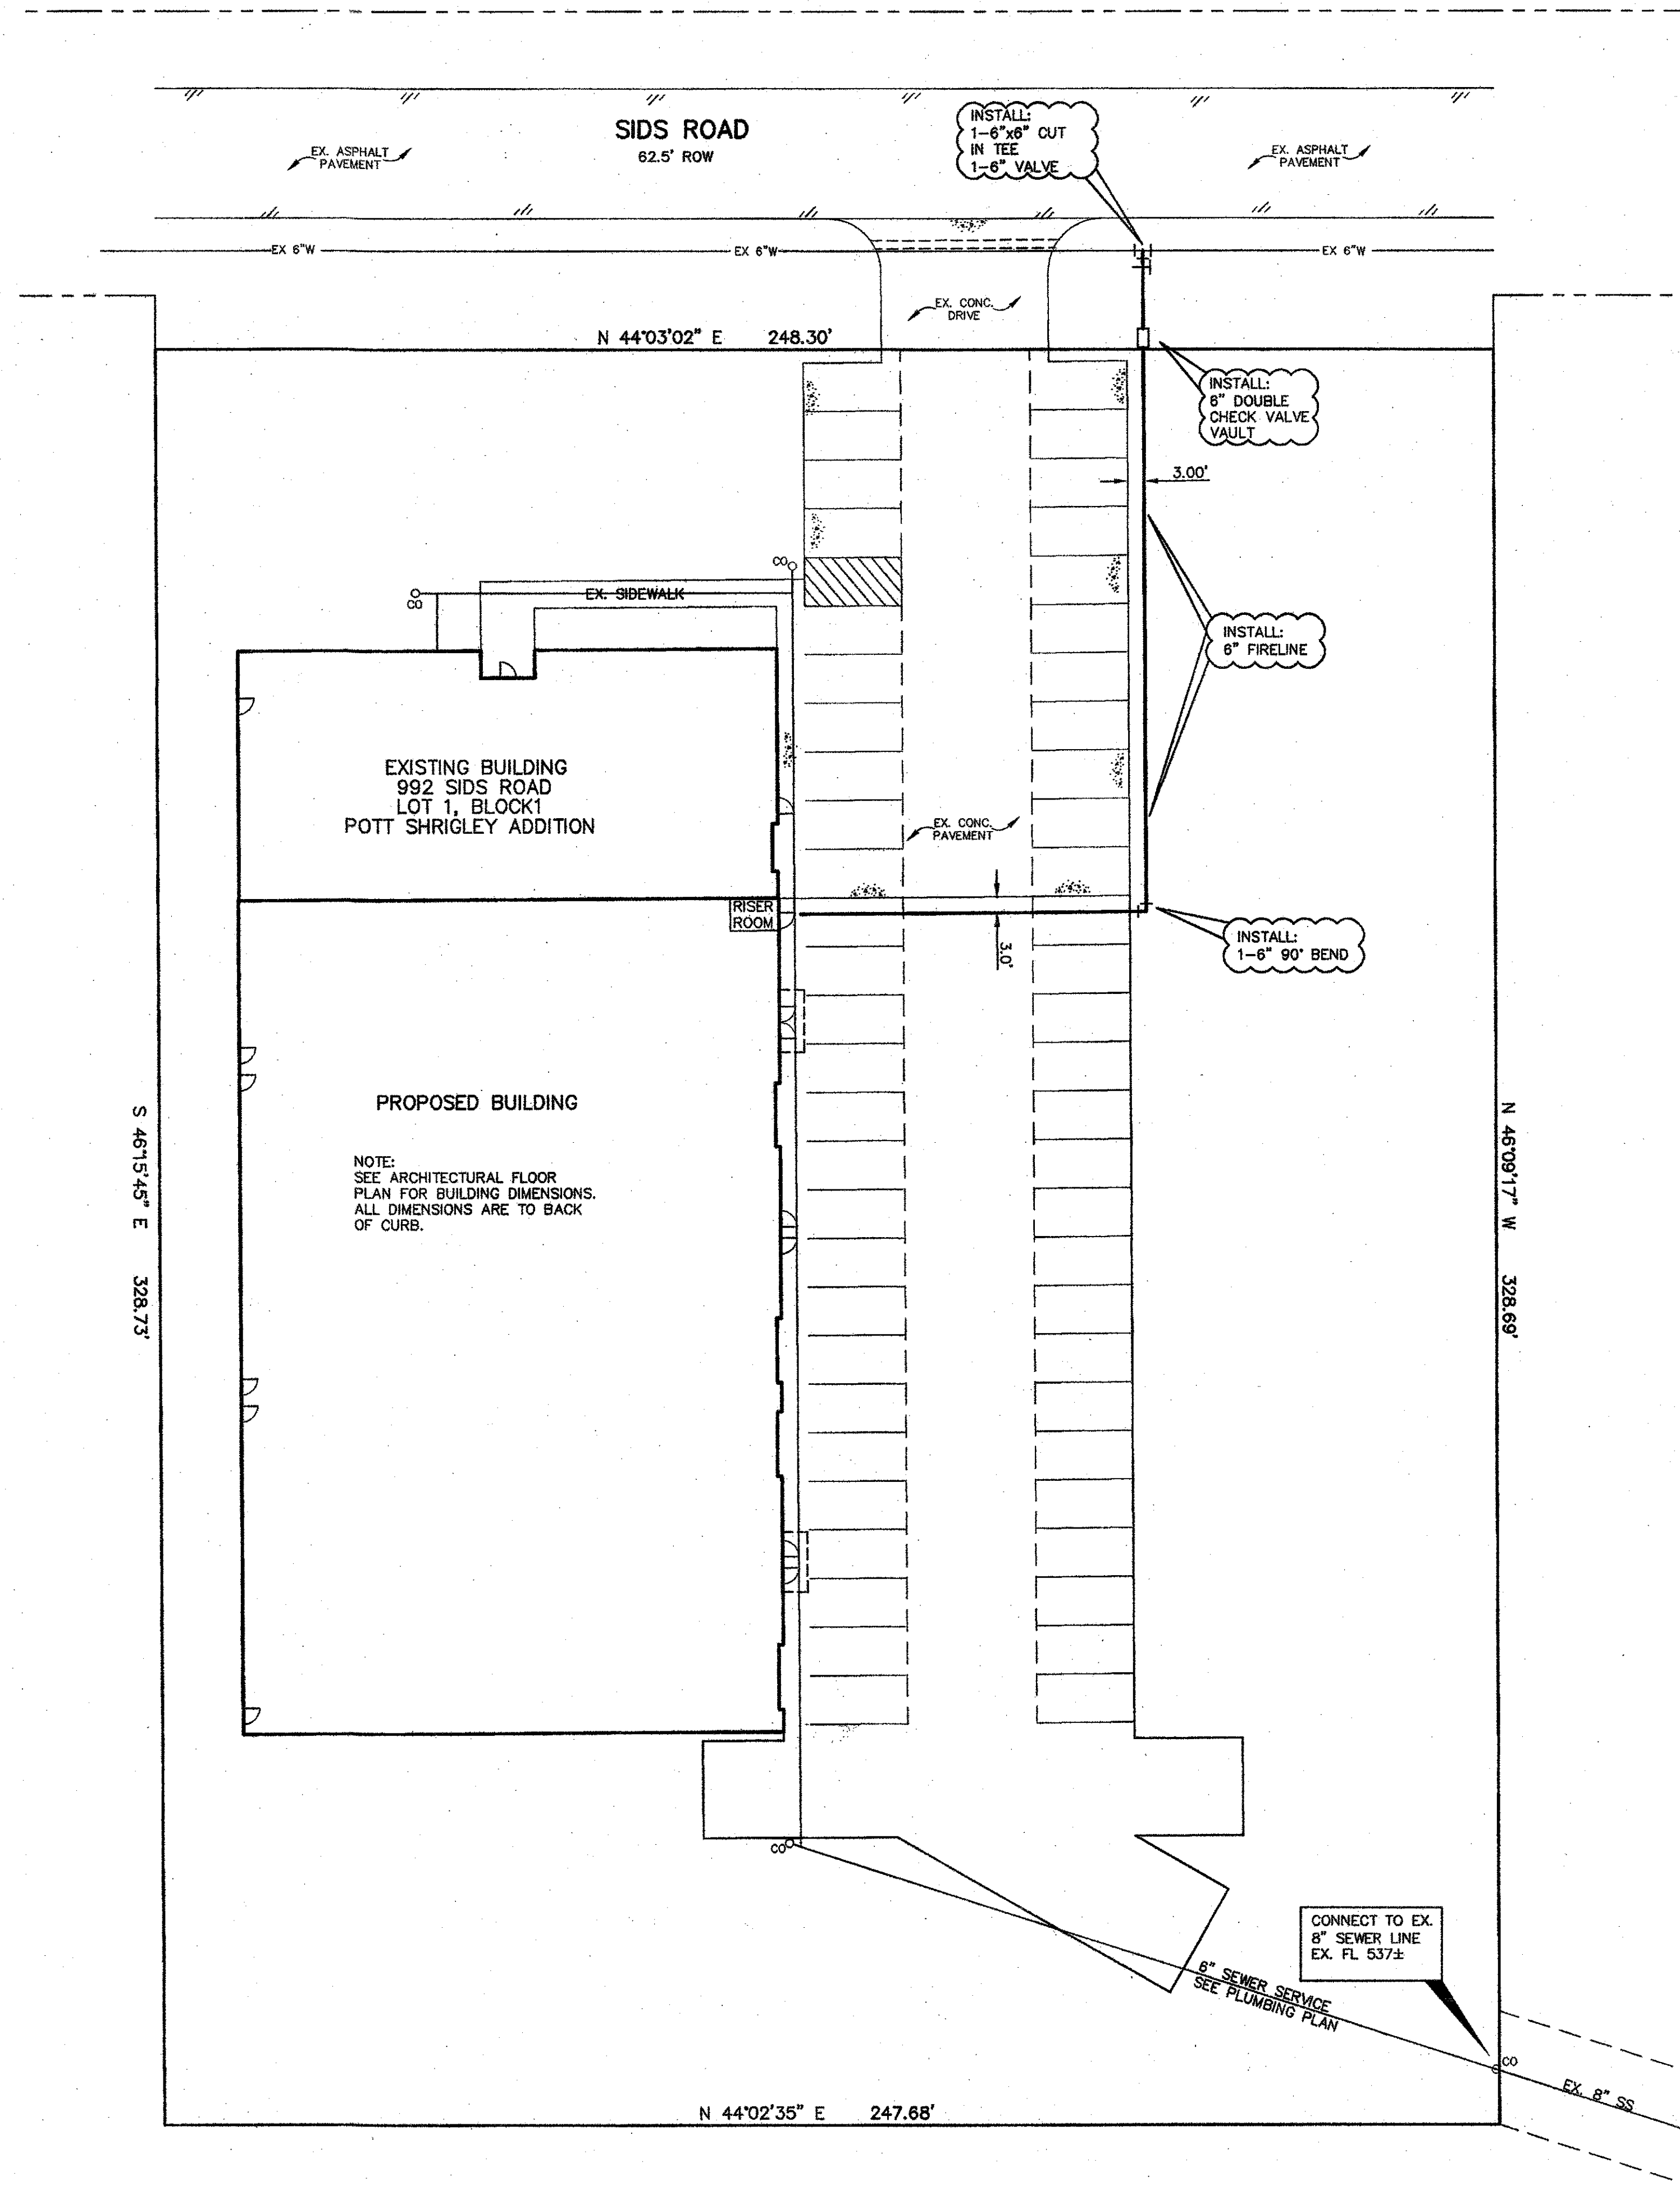 SIDS ROAD
62.5' ROW
EX. ASPHALT
PAVEMENT
INSTALL:
1-6"x6" CUT
IN TEE
1-6" VALVE
EX. ASPHALT
PAVEMENT
EX 6"W
EX 6"W
EX 6"W
EX. CONC.
DRIVE
N 44°03'02" E 248.30'
INSTALL:
6" DOUBLE
CHECK VALVE
VAULT
3.00'
CO
CO
EX. SIDEWALK
INSTALL:
6" FIRELINE
EXISTING BUILDING
992 SIDS ROAD
LOT 1, BLOCK1
POTT SHRIGLEY ADDITION
EX. CONC.
PAVEMENT
RISER
ROOM
3.0'
INSTALL:
1-6" 90° BEND
PROPOSED BUILDING
NOTE:
SEE ARCHITECTURAL FLOOR
PLAN FOR BUILDING DIMENSIONS.
ALL DIMENSIONS ARE TO BACK
OF CURB.
S 46°15'45" E 328.73'
N 46°09'17" W 328.69'
CO
CONNECT TO EX.
8" SEWER LINE
EX. FL 537±
6" SEWER SERVICE
SEE PLUMBING PLAN
CO
EX. 8" SS
N 44°02'35" E 247.68'